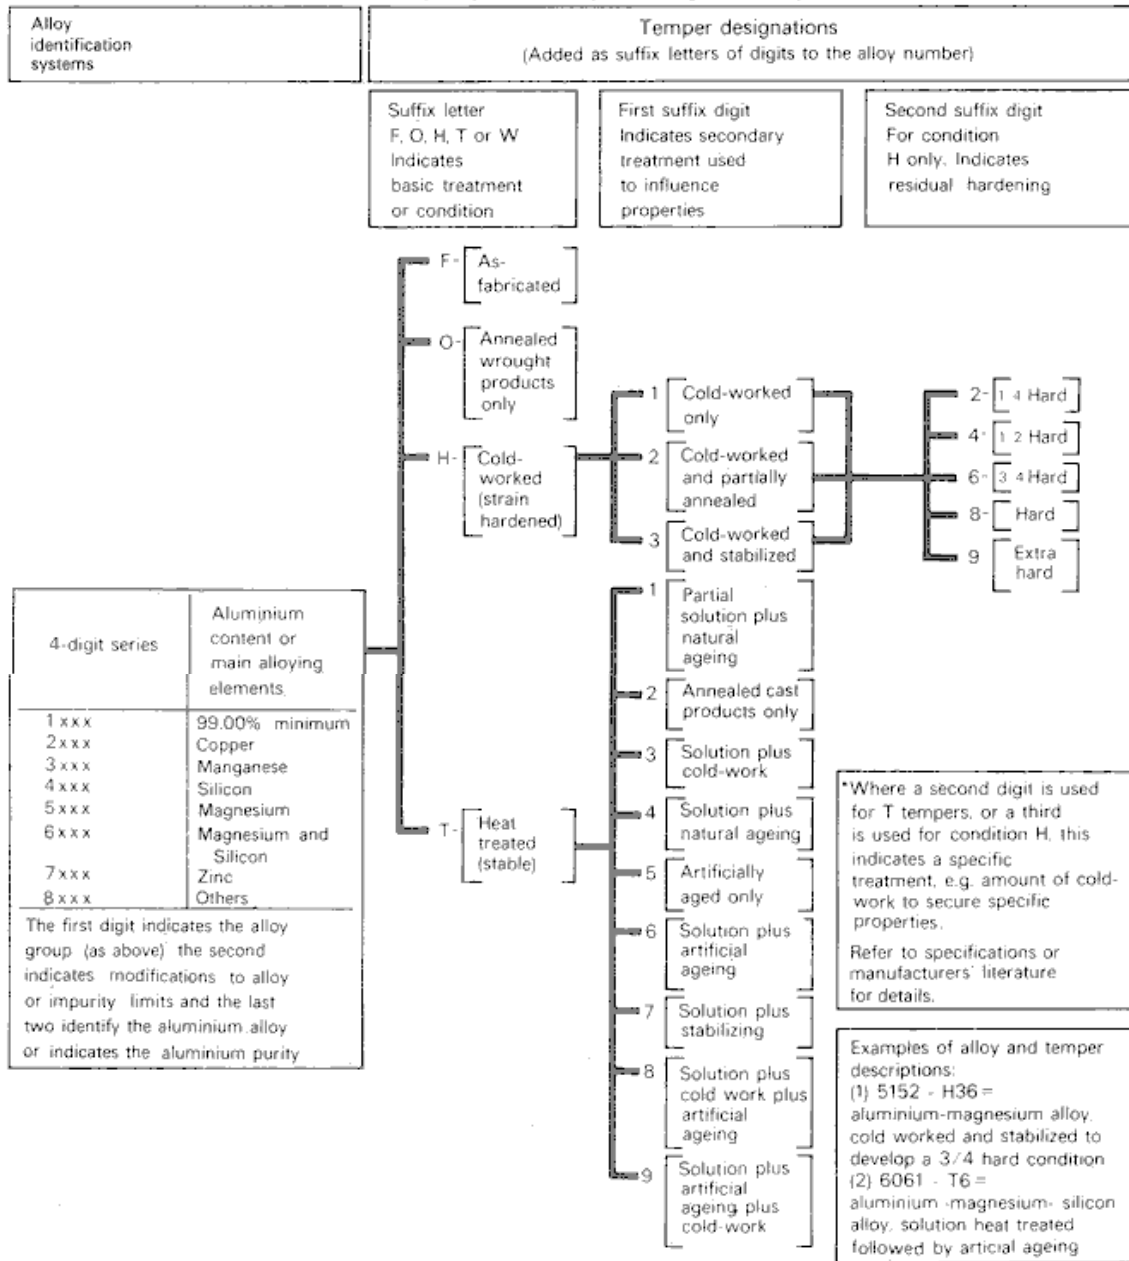 Alloy
identification
systems
Temper designations
(Added as suffix letters of digits to the alloy number)
Suffix letter
F, O, H, T or W
Indicates
basic treatment
or condition
First suffix digit
Indicates secondary
treatment used
to influence
properties
Second suffix digit
For condition
H only. Indicates
residual hardening
F- As-
fabricated
O- Annealed
wrought
products
only
H- Cold-
worked
(strain
hardened)
1 Cold-worked
only
2 Cold-worked
and partially
annealed
3 Cold-worked
and stabilized
2- 1 4 Hard
4- 1 2 Hard
6- 3 4 Hard
8- Hard
9 Extra
hard
4-digit series
Aluminium
content or
main alloying
elements
1xxx 99.00% minimum
2xxx Copper
3xxx Manganese
4xxx Silicon
5xxx Magnesium
6xxx Magnesium and
Silicon
7xxx Zinc
8xxx Others
The first digit indicates the alloy
group (as above) the second
indicates modifications to alloy
or impurity limits and the last
two identify the aluminium alloy
or indicates the aluminium purity
T- Heat
treated
(stable)
1 Partial
solution plus
natural
ageing
2 Annealed cast
products only
3 Solution plus
cold-work
4 Solution plus
natural ageing
5 Artificially
aged only
6 Solution plus
artificial
ageing
7 Solution plus
stabilizing
8 Solution plus
cold work plus
artificial
ageing
9 Solution plus
artificial
ageing plus
cold-work
*Where a second digit is used
for T tempers, or a third
is used for condition H, this
indicates a specific
treatment, e.g. amount of cold-
work to secure specific
properties.
Refer to specifications or
manufacturers' literature
for details.
Examples of alloy and temper
descriptions:
(1) 5152 - H36 =
aluminium-magnesium alloy,
cold worked and stabilized to
develop a 3/4 hard condition
(2) 6061 - T6 =
aluminium -magnesium- silicon
alloy, solution heat treated
followed by articial ageing